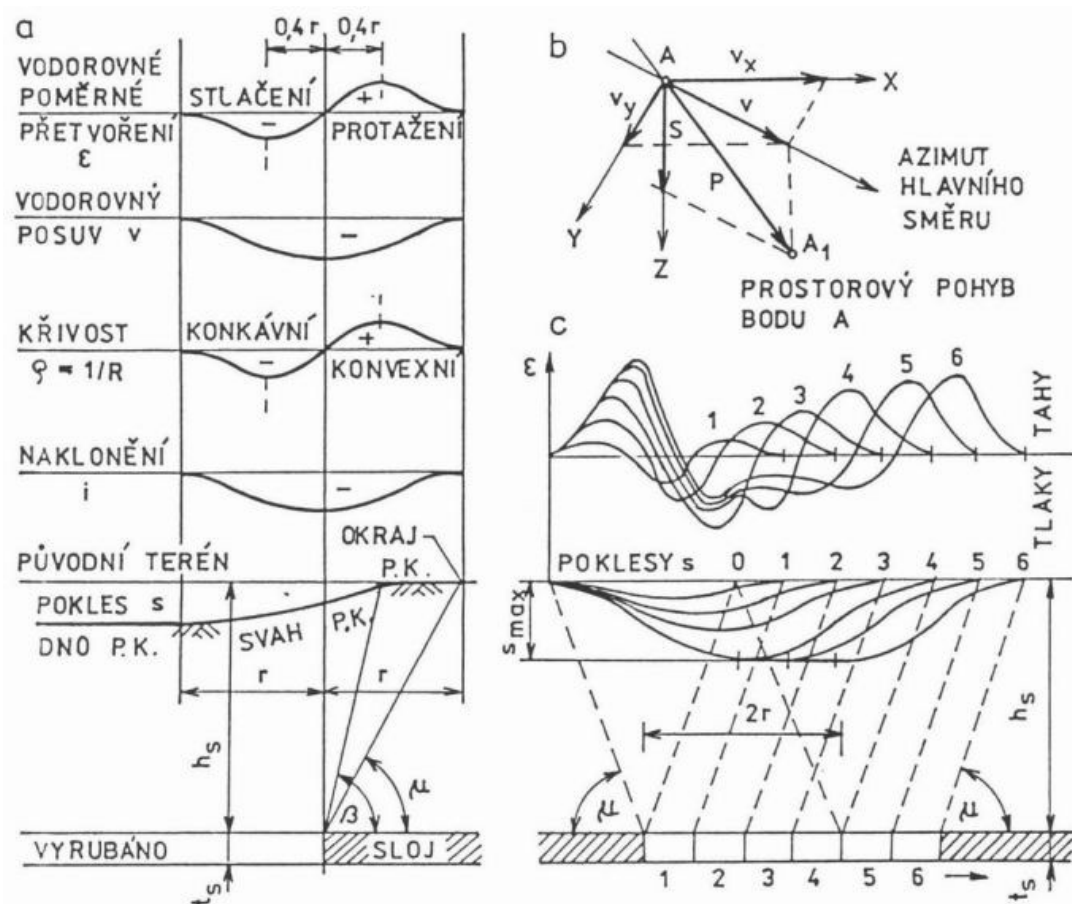 a
0,4 r 0,4 r
VODOROVNÉ
POMĚRNÉ
PŘETVOŘENÍ
ε
STLAČENÍ
−
+
PROTAŽENÍ
VODOROVNÝ
POSUV v
−
KŘIVOST
ρ = 1/R
KONKÁVNÍ
−
+
KONVEXNÍ
NAKLONĚNÍ
i
−
OKRAJ
P.K.
PŮVODNÍ TERÉN
POKLES s
DNO P.K.
SVAH
P.K.
r r
h_s
β
μ
VYRUBÁNO
SLOJ
t_s
b
A
v_x
X
v_y
S
v
P
Y
Z
A_1
AZIMUT
HLAVNÍHO
SMĚRU
PROSTOROVÝ POHYB
BODU A
c
ε
1 2 3 4 5 6
TAHY
TLAKY
POKLESY s 0 1 2 3 4 5 6
s max
2r
h_s
μ
μ
1 2 3 4 5 6
t_s